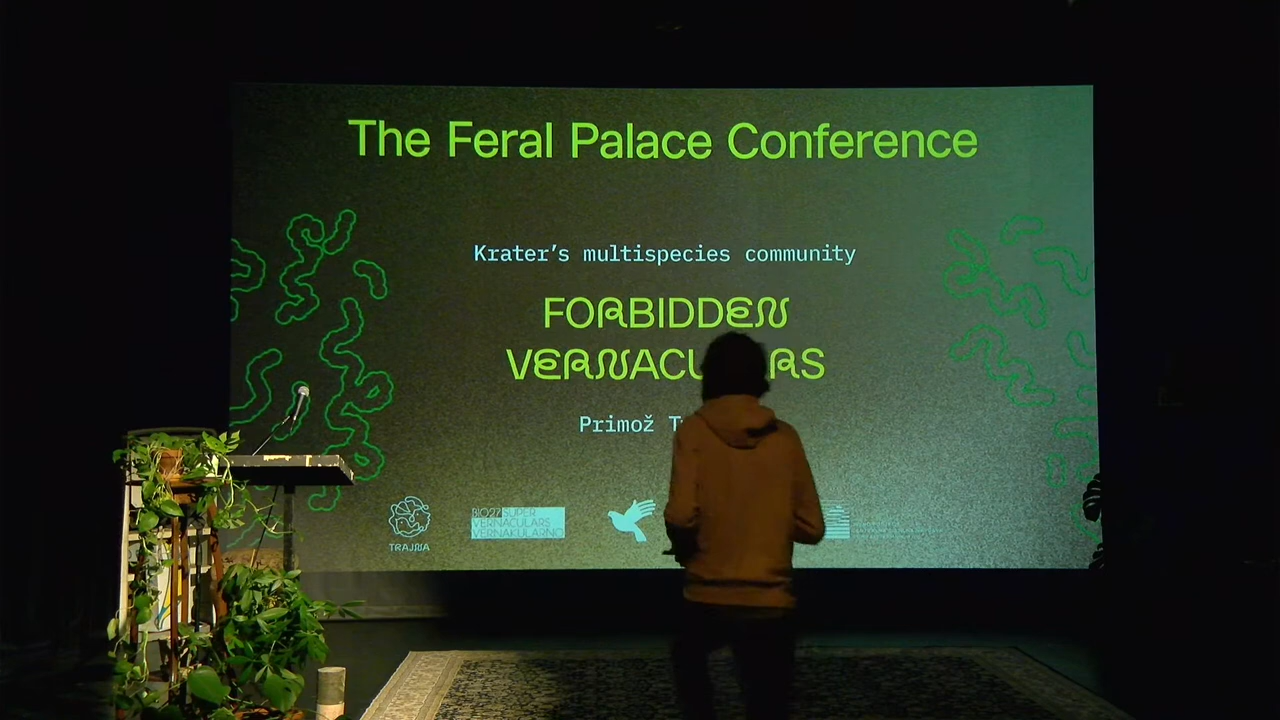 The Feral Palace Conference
Krater's multispecies community
FORBIDDEN
Primož
TRAJNA
BIO27 SUPER
VERNACULARS
VERNAKULARNO